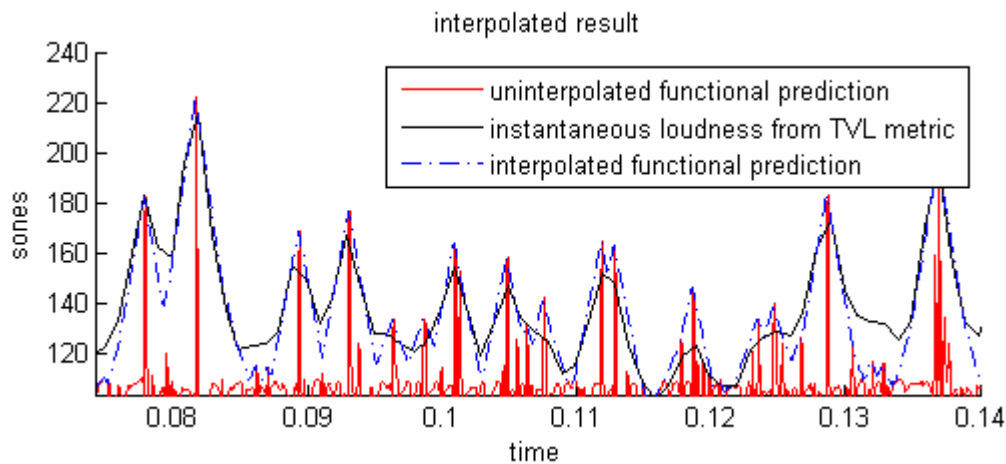 interpolated result
240
220
200
180
160
140
120
sones
uninterpolated functional prediction
instantaneous loudness from TVL metric
interpolated functional prediction
0.08
0.09
0.1
0.11
0.12
0.13
0.14
time